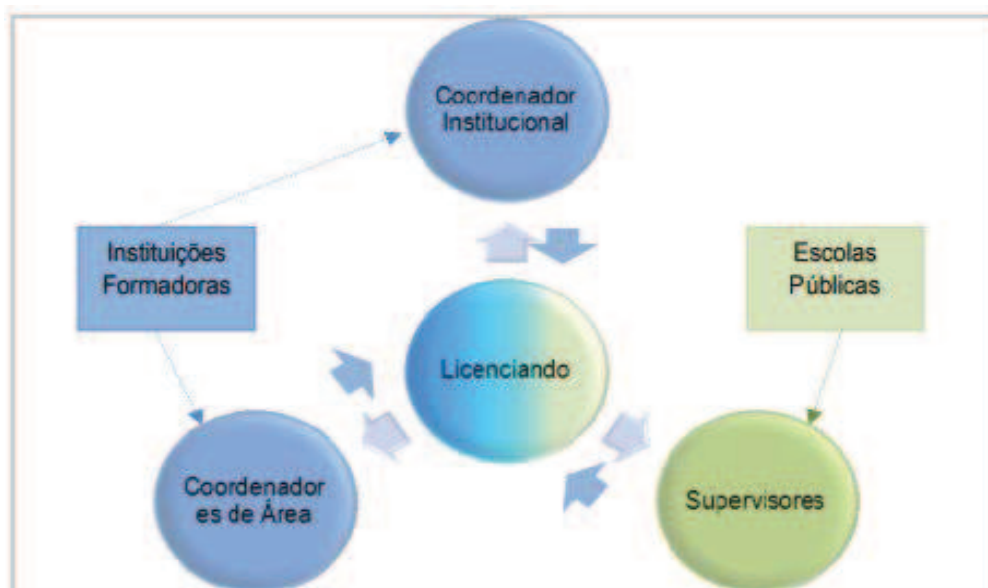 Coordenador
Institucional
Instituições
Formadoras
Escolas
Públicas
Licenciando
Coordenador
es de Área
Supervisores